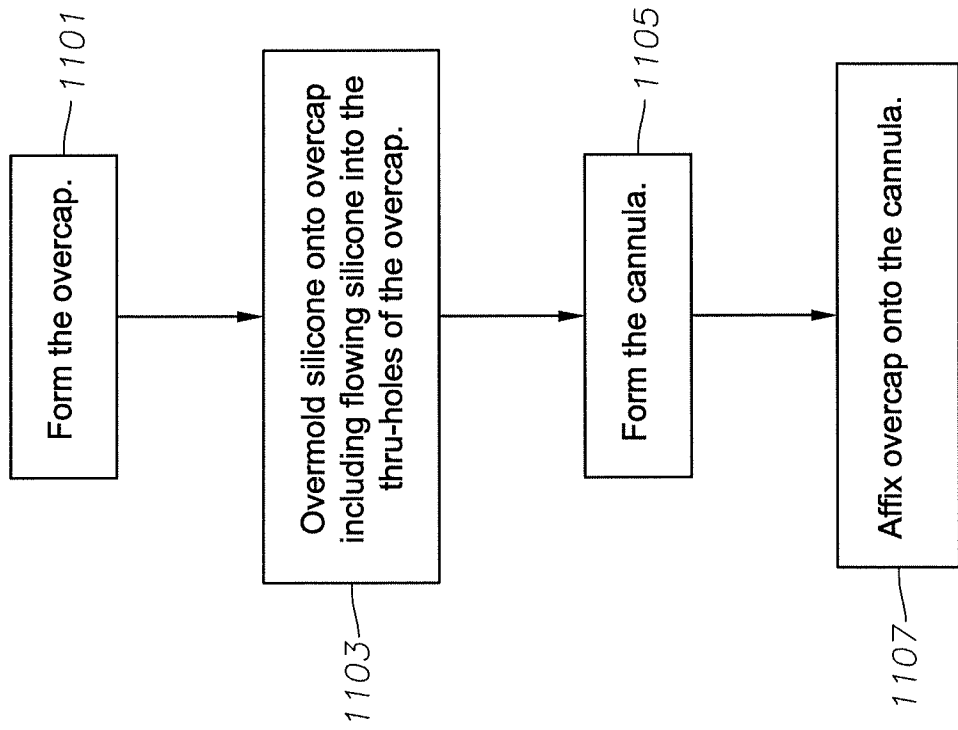 Form the overcap.
1101
Overmold silicone onto overcap
including flowing silicone into the
thru-holes of the overcap.
1103
Form the cannula.
1105
Affix overcap onto the cannula.
1107